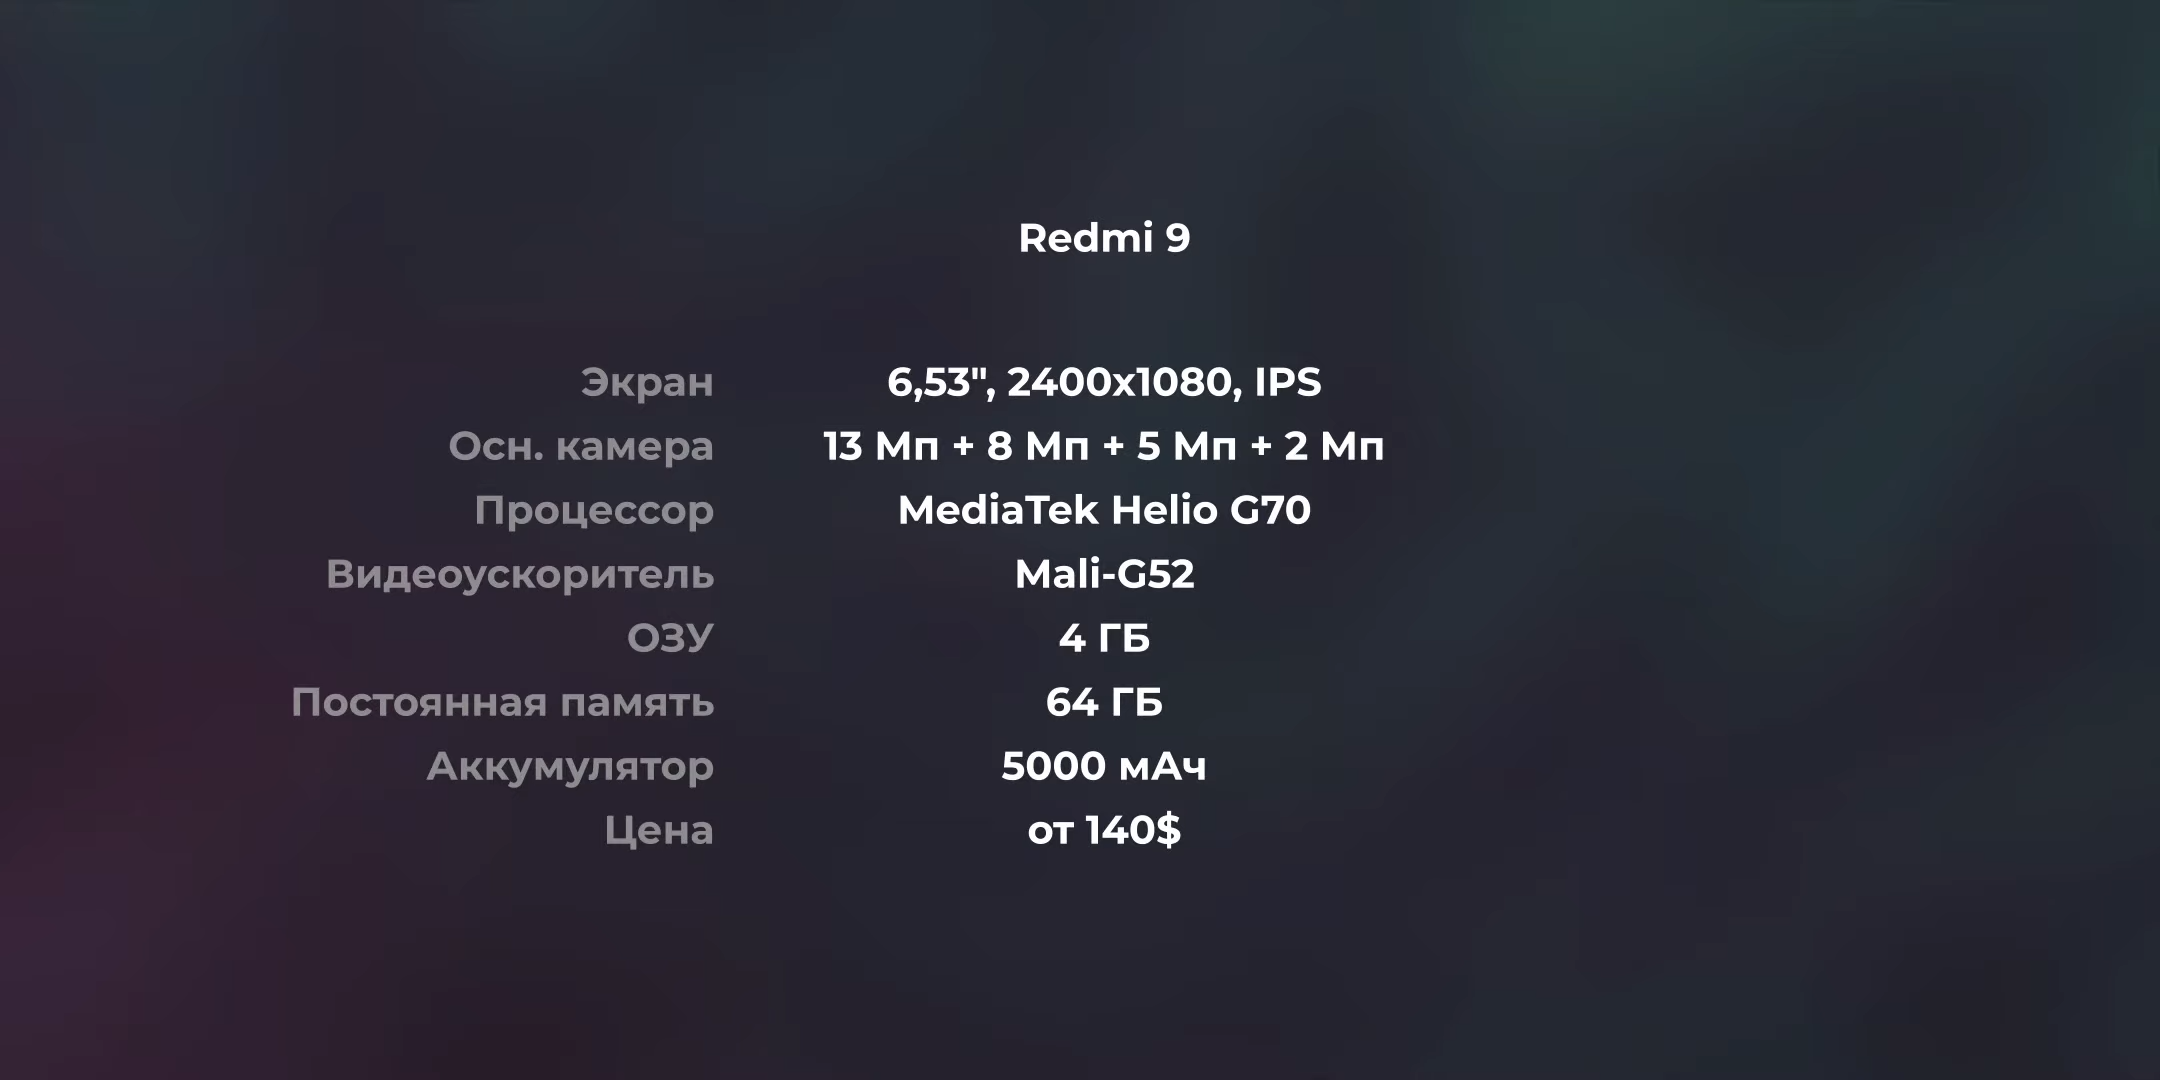 Redmi 9
Экран 6,53", 2400x1080, IPS
Осн. камера 13 Мп + 8 Мп + 5 Мп + 2 Мп
Процессор MediaTek Helio G70
Видеоускоритель Mali-G52
ОЗУ 4 ГБ
Постоянная память 64 ГБ
Аккумулятор 5000 мАч
Цена от 140$